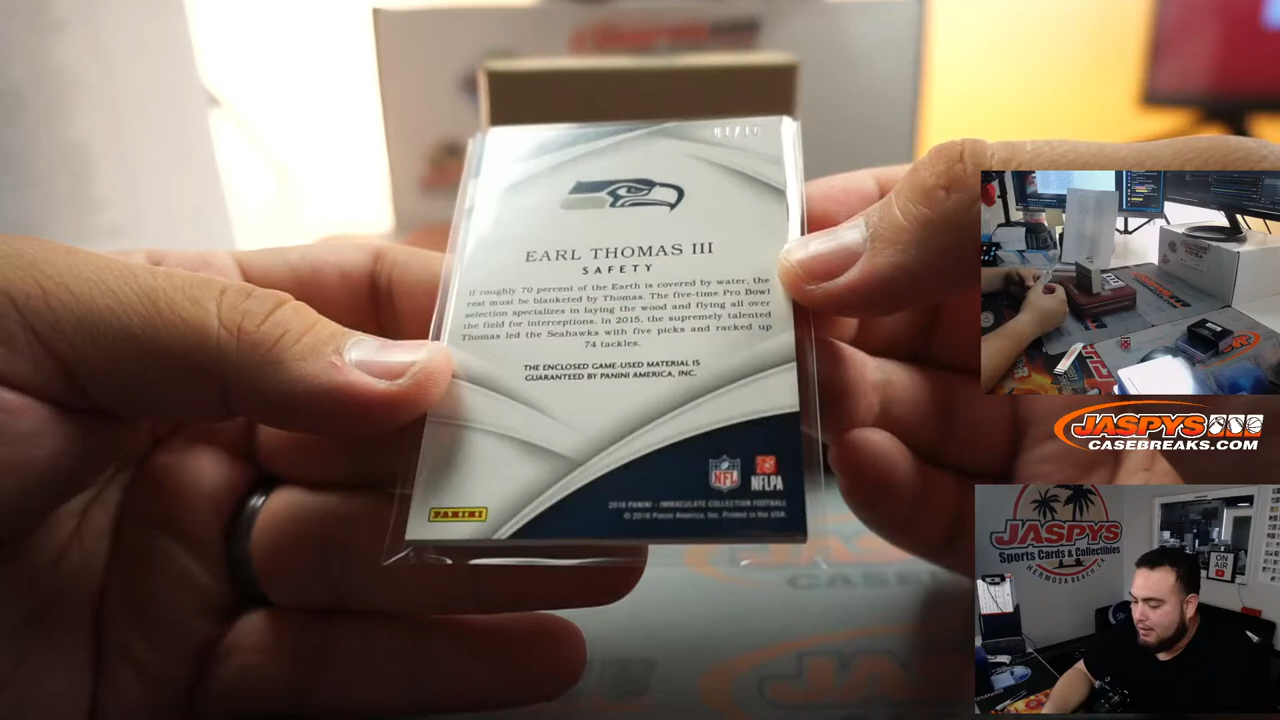 JASPYS
01/10
EARL THOMAS III
SAFETY
If roughly 70 percent of the Earth is covered by water, the
rest must be blanketed by Thomas. The five-time Pro Bowl
selection specializes in laying the wood and flying all over
the field for interceptions. In 2015, the supremely talented
Thomas led the Seahawks with five picks and racked up
74 tackles.
THE ENCLOSED GAME-USED MATERIAL IS
GUARANTEED BY PANINI AMERICA, INC.
NFL
NFLPA
PANINI
2016 PANINI - IMMACULATE COLLECTION FOOTBALL
© 2016 Panini America, Inc. Printed in the USA.
JASPYS
CASEBREAKS.COM
JASPYS
Sports Cards & Collectibles
HERMOSA BEACH, CA
ON
AIR
JASPYS
CASE